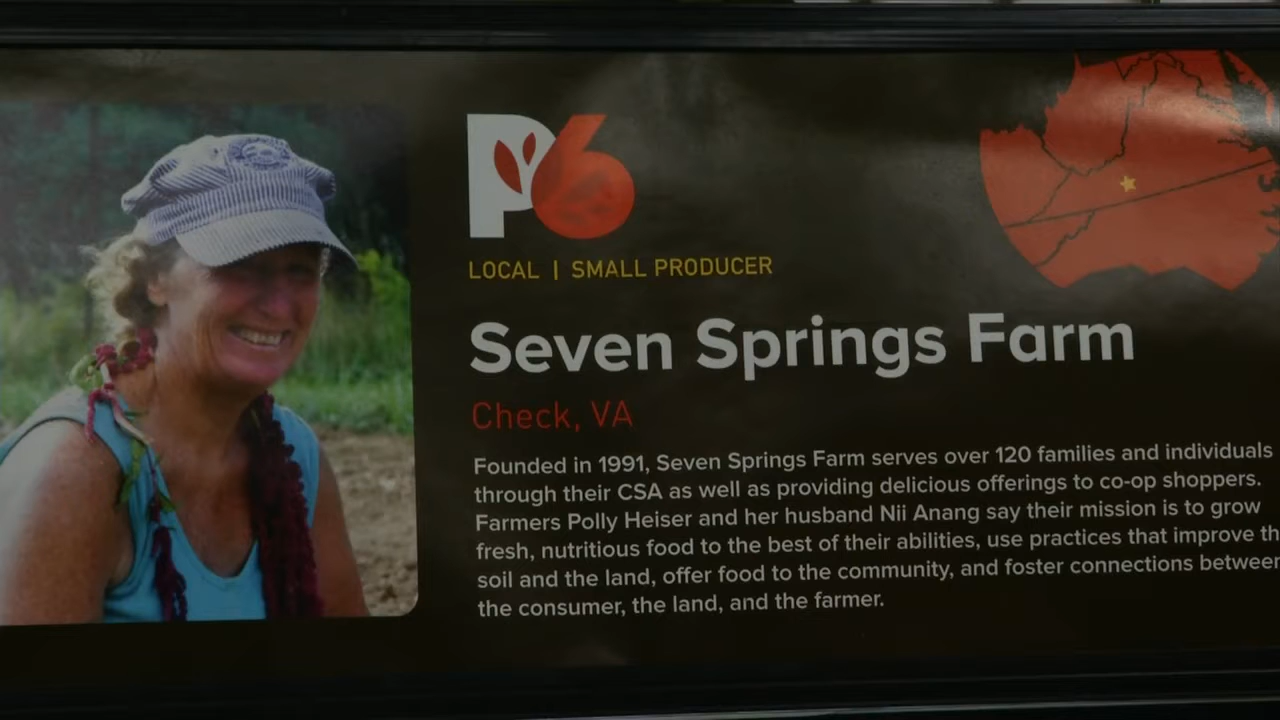 P6
LOCAL | SMALL PRODUCER
Seven Springs Farm
Check, VA
Founded in 1991, Seven Springs Farm serves over 120 families and individuals
through their CSA as well as providing delicious offerings to co-op shoppers.
Farmers Polly Heiser and her husband Nii Anang say their mission is to grow
fresh, nutritious food to the best of their abilities, use practices that improve th
soil and the land, offer food to the community, and foster connections between
the consumer, the land, and the farmer.